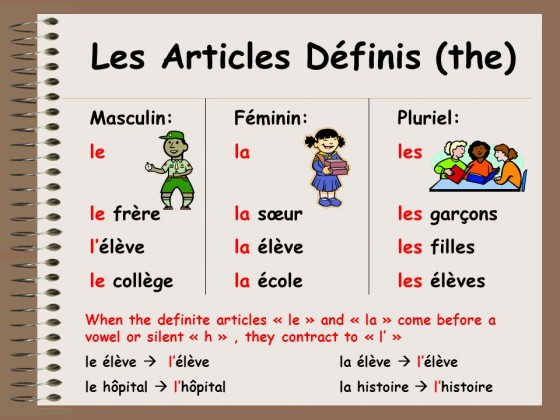 Les Articles Définis (the)
Masculin: Féminin: Pluriel:
le la les
le frère la sœur les garçons
l’élève la élève les filles
le collège la école les élèves
When the definite articles « le » and « la » come before a
vowel or silent « h » , they contract to « l’ »
le élève → l’élève la élève → l’élève
le hôpital → l’hôpital la histoire → l’histoire